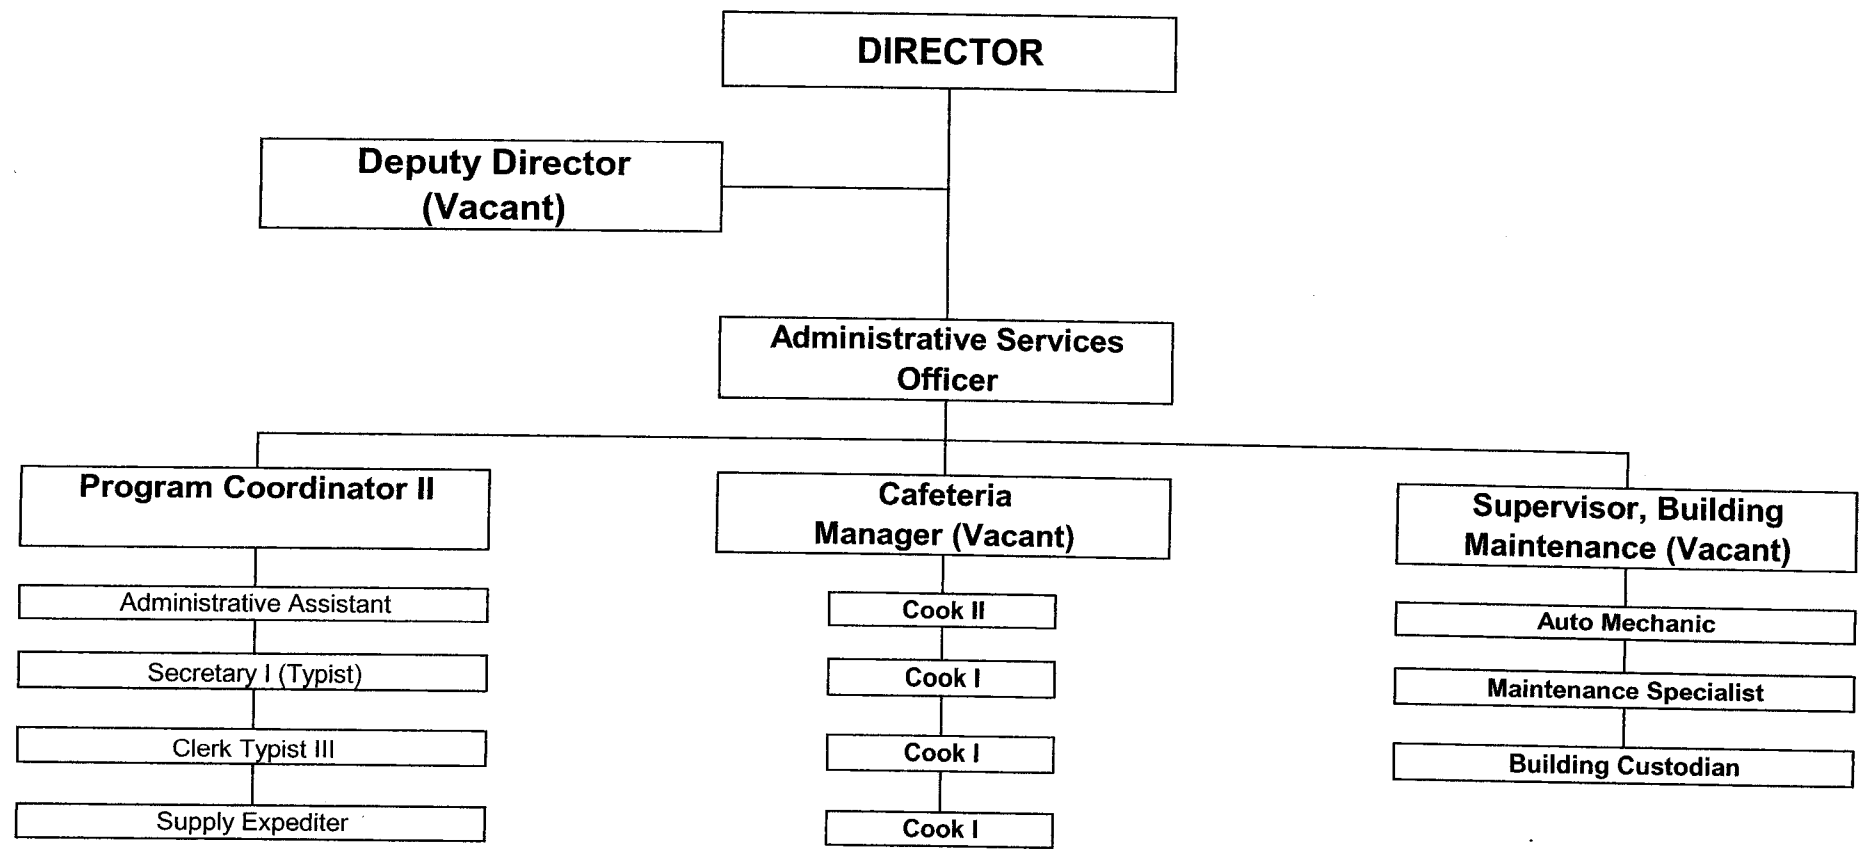 DIRECTOR
Deputy Director
(Vacant)
Administrative Services
Officer
Program Coordinator II
Administrative Assistant
Secretary I (Typist)
Clerk Typist III
Supply Expediter
Cafeteria
Manager (Vacant)
Cook II
Cook I
Cook I
Cook I
Supervisor, Building
Maintenance (Vacant)
Auto Mechanic
Maintenance Specialist
Building Custodian